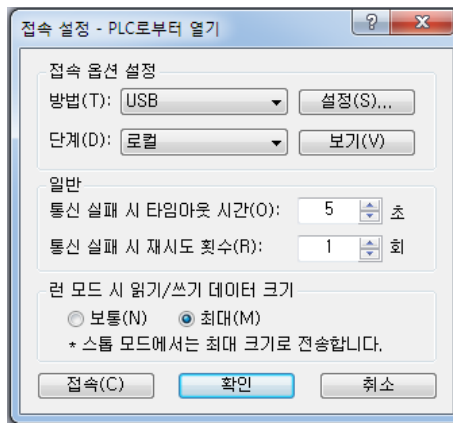 접속 설정 - PLC로부터 열기
접속 옵션 설정
방법(T): USB 설정(S)...
단계(D): 로컬 보기(V)
일반
통신 실패 시 타임아웃 시간(O): 5 초
통신 실패 시 재시도 횟수(R): 1 회
런 모드 시 읽기/쓰기 데이터 크기
보통(N) 최대(M)
* 스톱 모드에서는 최대 크기로 전송합니다.
접속(C) 확인 취소